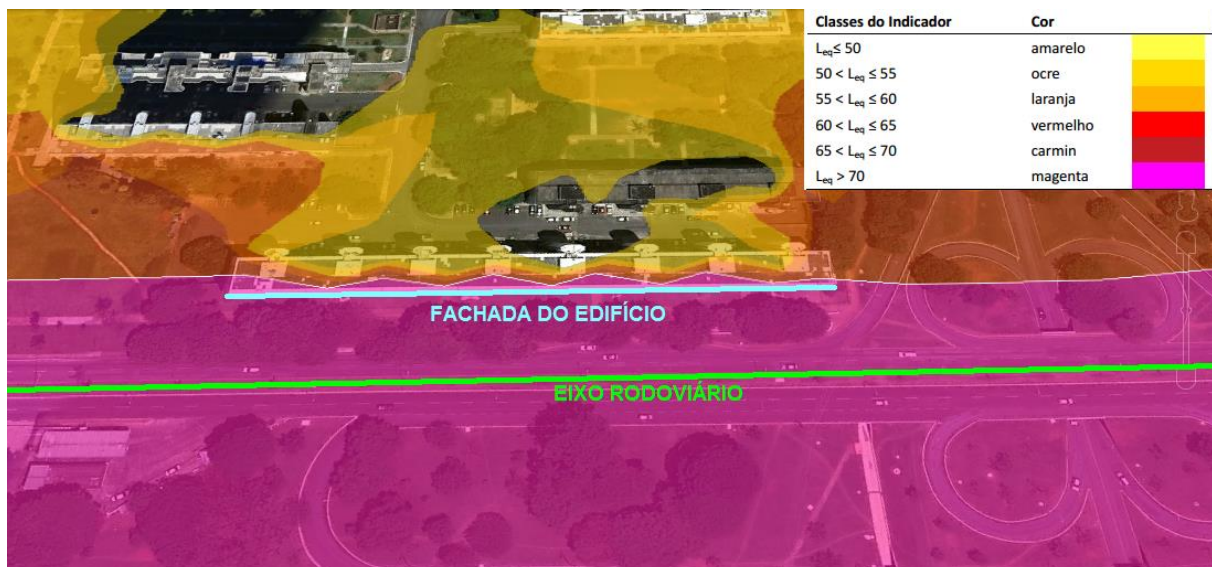 Classes do Indicador Cor
Leq≤ 50 amarelo
50 < Leq ≤ 55 ocre
55 < Leq ≤ 60 laranja
60 < Leq ≤ 65 vermelho
65 < Leq ≤ 70 carmin
Leq > 70 magenta
FACHADA DO EDIFÍCIO
EIXO RODOVIÁRIO